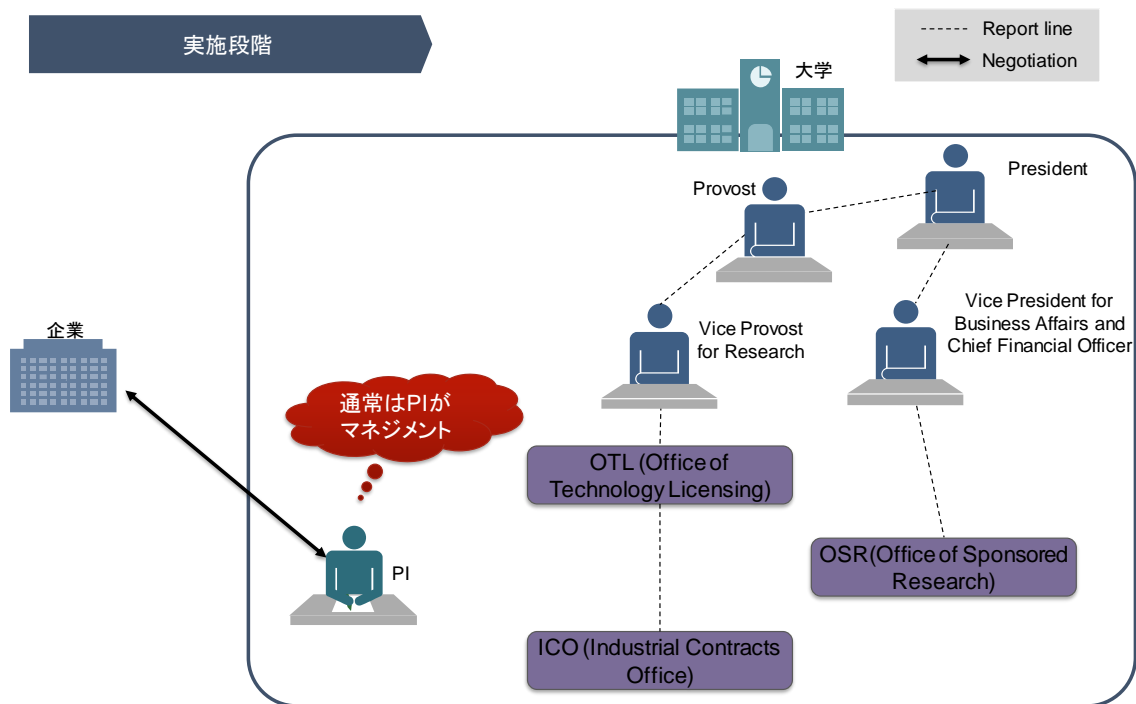 実施段階
Report line
Negotiation
大学
President
Provost
Vice President for
Business Affairs and
Chief Financial Officer
Vice Provost
for Research
企業
通常はPIが
マネジメント
OTL (Office of
Technology Licensing)
PI
OSR(Office of Sponsored
Research)
ICO (Industrial Contracts
Office)